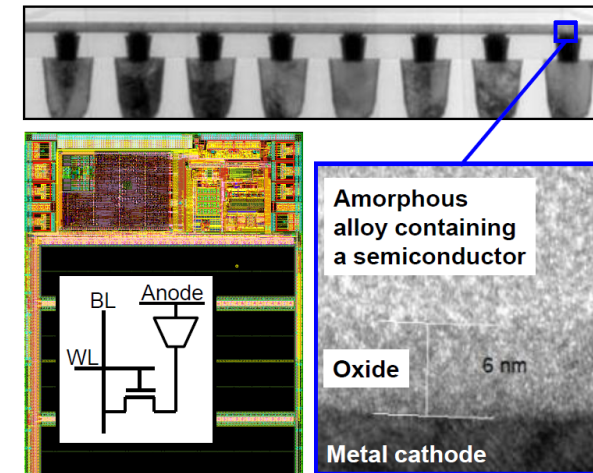 Amorphous
alloy containing
a semiconductor
BL
Anode
WL
Oxide
6 nm
Metal cathode